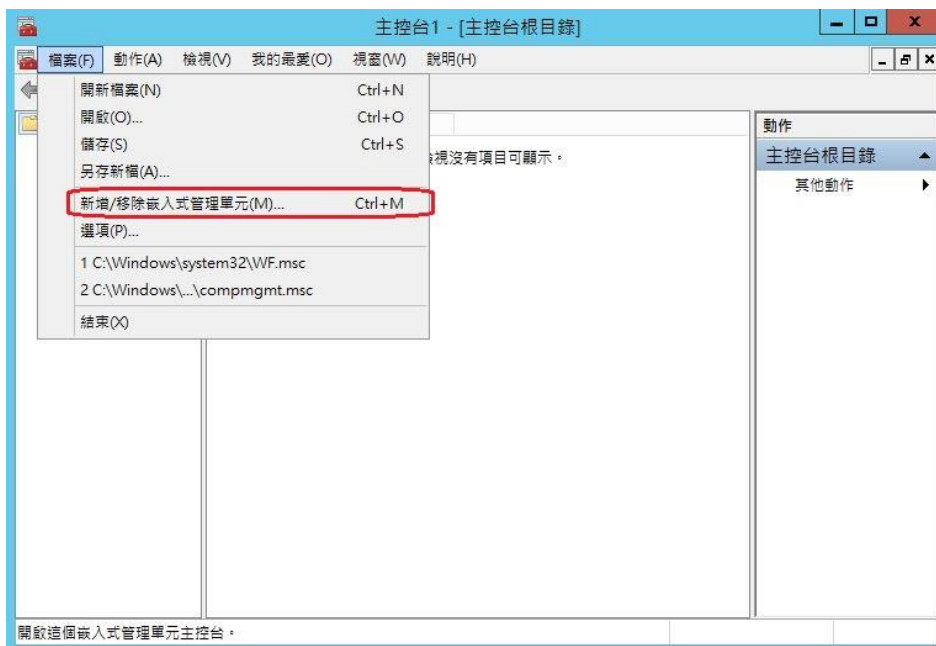 主控台1 - [主控台根目錄]
檔案(F) 動作(A) 檢視(V) 我的最愛(O) 視窗(W) 說明(H)
開新檔案(N) Ctrl+N
開啟(O)... Ctrl+O
儲存(S) Ctrl+S
另存新檔(A)...
新增/移除嵌入式管理單元(M)... Ctrl+M
選項(P)...
1 C:\Windows\system32\WF.msc
2 C:\Windows\...\compmgmt.msc
結束(X)
視沒有項目可顯示。
動作
主控台根目錄
其他動作
開啟這個嵌入式管理單元主控台。